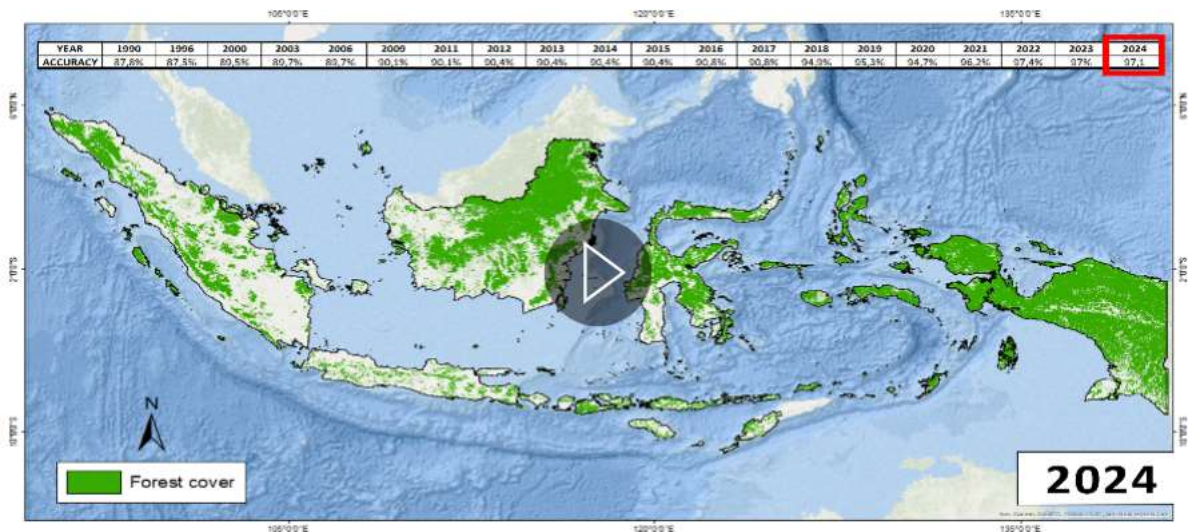 105°0'0"E 120°0'0"E 135°0'0"E
YEAR 1990 1996 2000 2003 2006 2009 2011 2012 2013 2014 2015 2016 2017 2018 2019 2020 2021 2022 2023 2024
ACCURACY 87,8% 87,5% 89,5% 89,7% 89,7% 90,1% 90,1% 90,4% 90,4% 90,4% 90,4% 90,8% 90,8% 94,9% 95,3% 94,7% 96,2% 97,4% 97% 97,1
N
Forest cover
2024
105°0'0"E 120°0'0"E 135°0'0"E